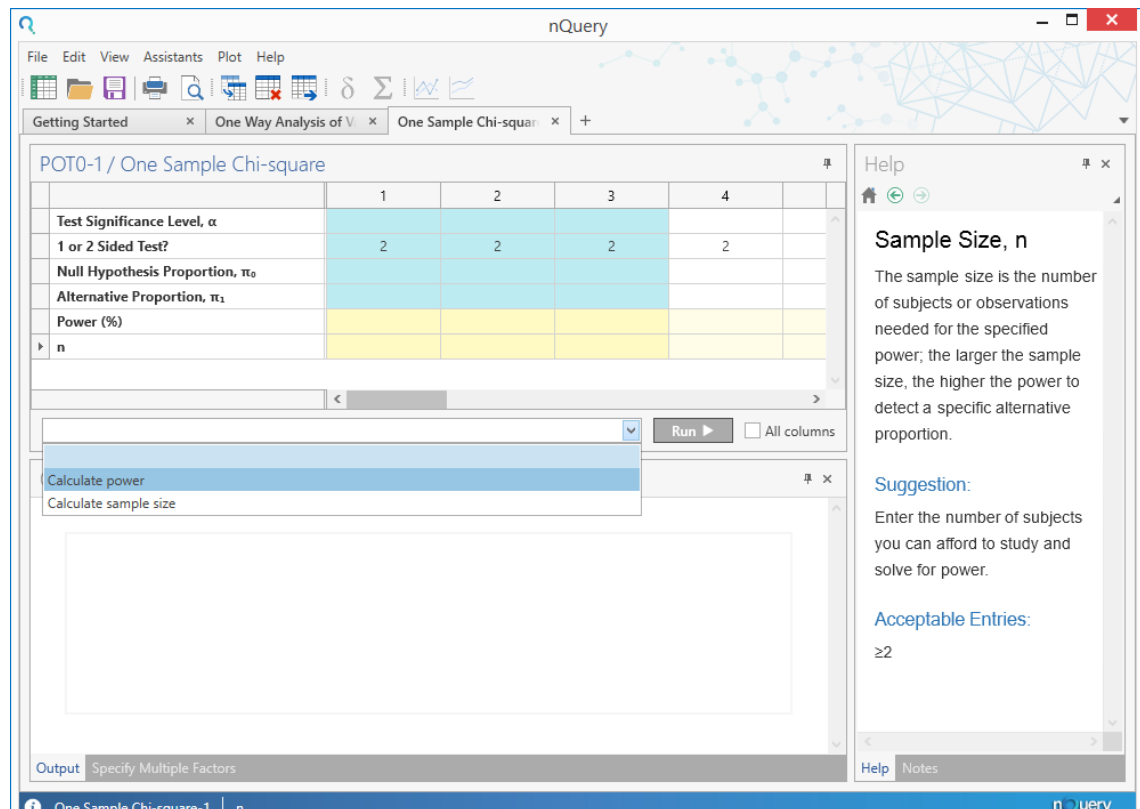 nQuery
File Edit View Assistants Plot Help
δ Σ
Getting Started × One Way Analysis of × One Sample × +
POT0-1 / One Sample Chi-square
1 2 3 4
Test Significance Level, α
1 or 2 Sided Test? 2 2 2 2
Null Hypothesis Proportion, π₀
Alternative Proportion, π₁
Power (%)
n
Run All columns
Calculate power
Calculate sample size
Output Specify Multiple Factors
Help
Sample Size, n
The sample size is the number
of subjects or observations
needed for the specified
power; the larger the sample
size, the higher the power to
detect a specific alternative
proportion.
Suggestion:
Enter the number of subjects
you can afford to study and
solve for power.
Acceptable Entries:
≥2
Help Notes
One Sample Chi-square-1 | n
nQuery